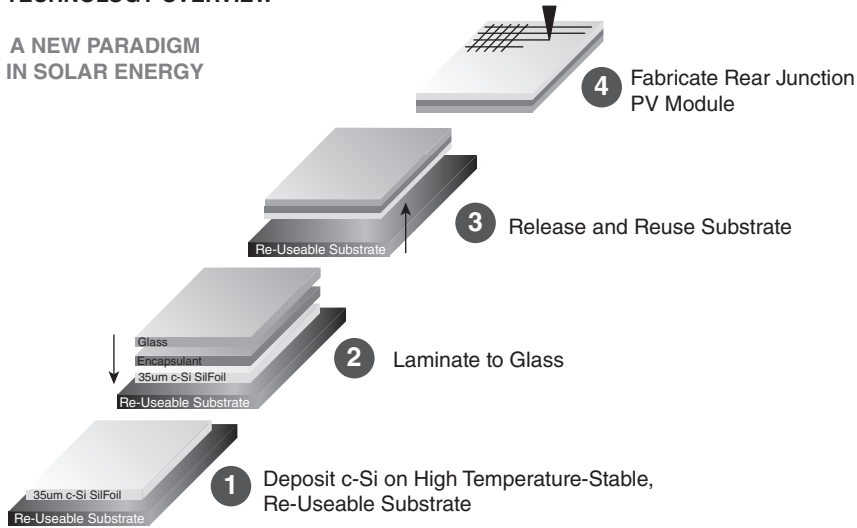 TECHNOLOGY OVERVIEW
A NEW PARADIGM
IN SOLAR ENERGY
4 Fabricate Rear Junction
PV Module
3 Release and Reuse Substrate
Re-Useable Substrate
Glass
Encapsulant
35um c-Si SilFoil
Re-Useable Substrate
2 Laminate to Glass
1 Deposit c-Si on High Temperature-Stable,
Re-Useable Substrate
35um c-Si SilFoil
Re-Useable Substrate